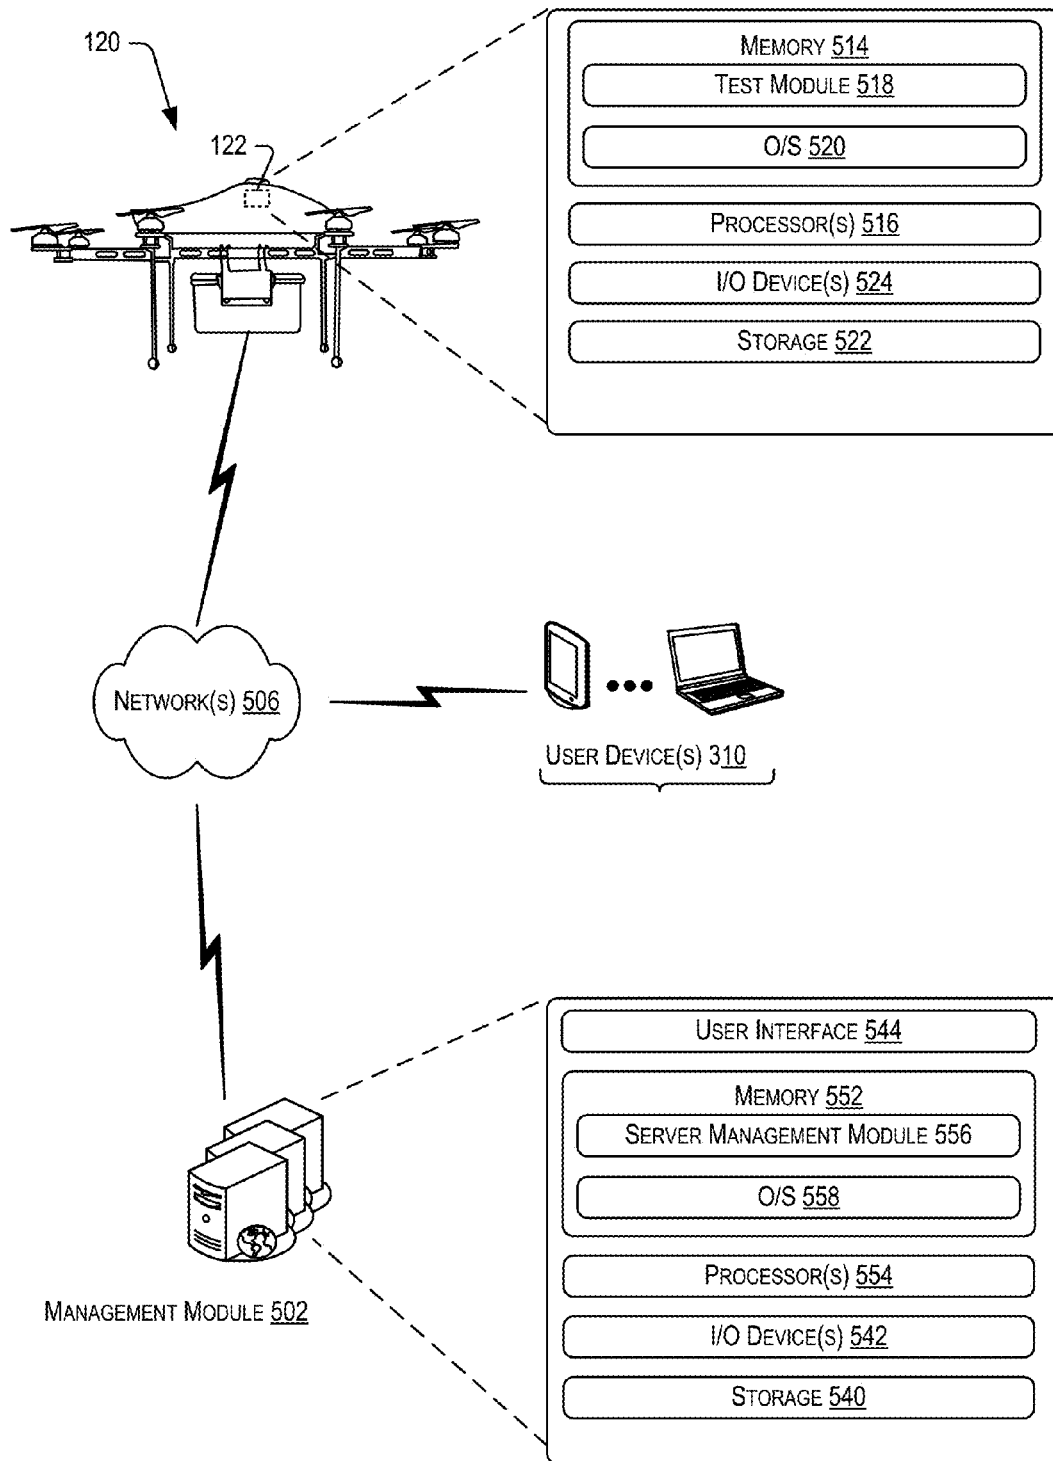 120
122
MEMORY 514
TEST MODULE 518
O/S 520
PROCESSOR(S) 516
I/O DEVICE(S) 524
STORAGE 522
NETWORK(S) 506
USER DEVICE(S) 310
USER INTERFACE 544
MEMORY 552
SERVER MANAGEMENT MODULE 556
O/S 558
PROCESSOR(S) 554
I/O DEVICE(S) 542
STORAGE 540
MANAGEMENT MODULE 502